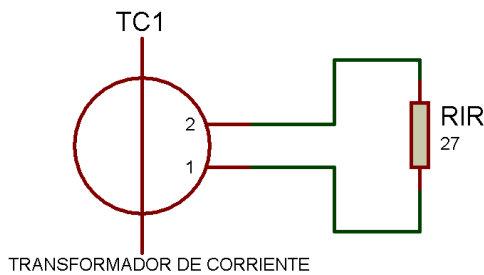 TC1
2
1
RIR
27
TRANSFORMADOR DE CORRIENTE